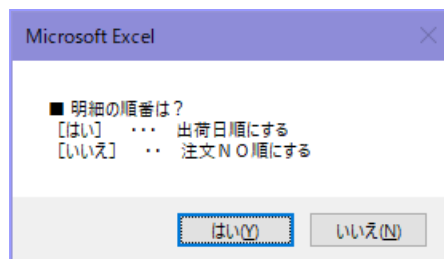 Microsoft Excel
■ 明細の順番は？
［はい］ ･･･ 出荷日順にする
［いいえ］ ･･ 注文ＮＯ順にする
はい(Y)
いいえ(N)